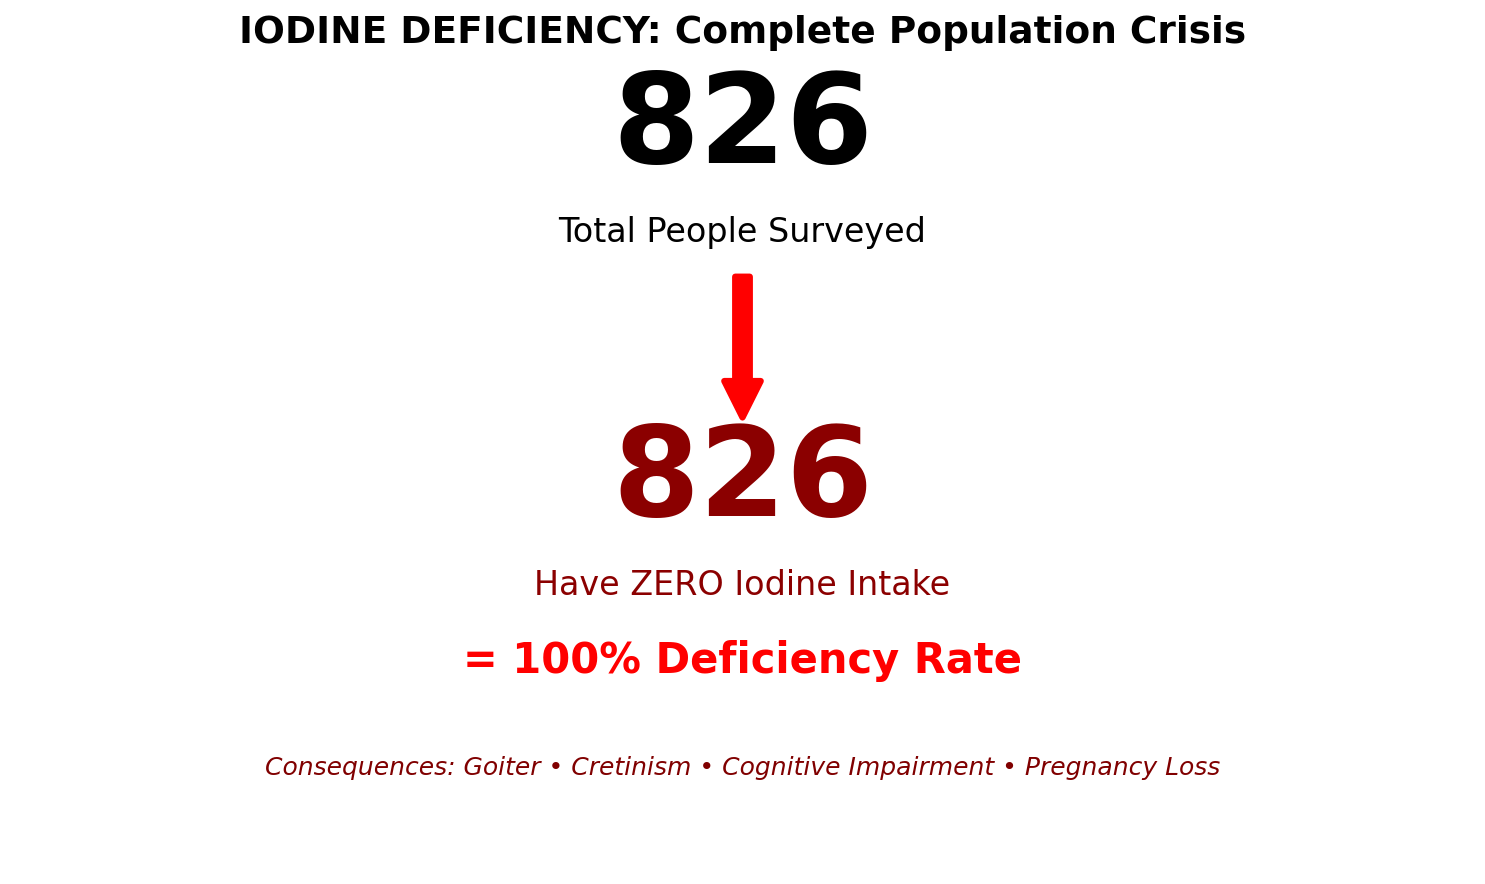 IODINE DEFICIENCY: Complete Population Crisis
826
Total People Surveyed
826
Have ZERO Iodine Intake
= 100% Deficiency Rate
Consequences: Goiter • Cretinism • Cognitive Impairment • Pregnancy Loss